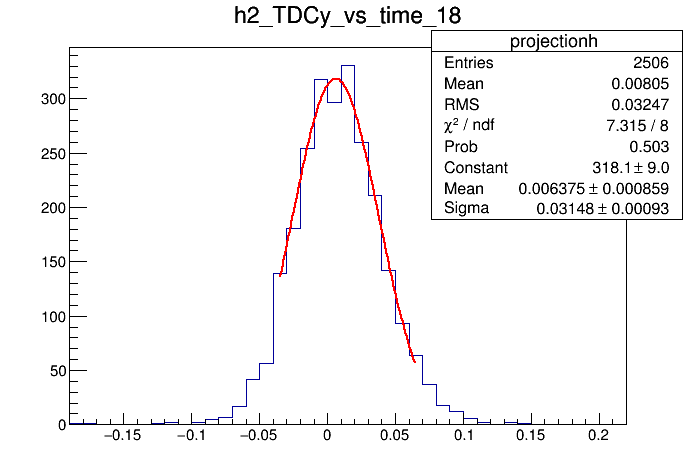 h2_TDCy_vs_time_18
projectionh
Entries 2506
Mean 0.00805
RMS 0.03247
χ² / ndf 7.315 / 8
Prob 0.503
Constant 318.1 ± 9.0
Mean 0.006375 ± 0.000859
Sigma 0.03148 ± 0.00093
300
250
200
150
100
50
0
−0.15 −0.1 −0.05 0 0.05 0.1 0.15 0.2